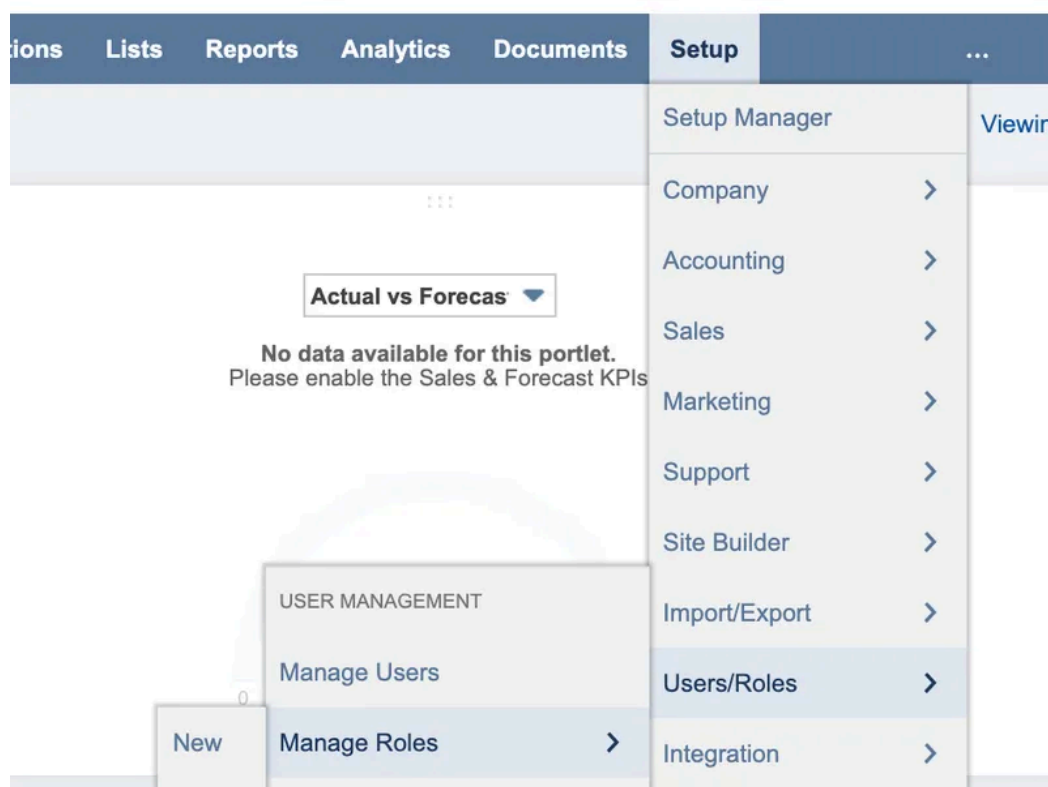 tions Lists Reports Analytics Documents Setup ...
Setup Manager
Viewin
Company
Accounting
Actual vs Forecas
Sales
No data available for this portlet.
Please enable the Sales & Forecast KPIs
Marketing
Support
Site Builder
USER MANAGEMENT
Import/Export
Manage Users
Users/Roles
0
New
Manage Roles
Integration